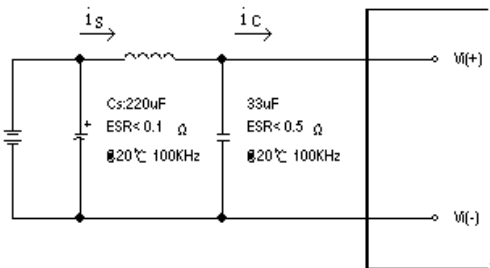 is
ic
Vi(+)
Cs:220uF
ESR<0.1 Ω
@20℃ 100KHz
33uF
ESR<0.5 Ω
@20℃ 100KHz
+
Vi(-)